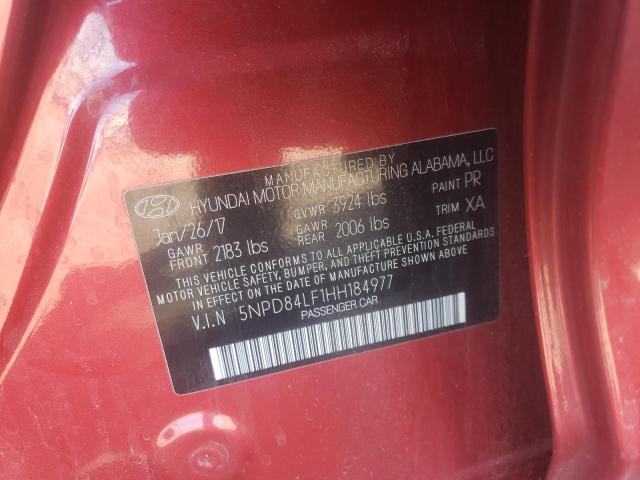 MANUFACTURED BY
HYUNDAI MOTOR MANUFACTURING ALABAMA, LLC
Jan/26/17 GVWR 3924 lbs PAINT PR
GAWR FRONT 2183 lbs GAWR REAR 2006 lbs TRIM XA
THIS VEHICLE CONFORMS TO ALL APPLICABLE U.S.A. FEDERAL
MOTOR VEHICLE SAFETY, BUMPER, AND THEFT PREVENTION STANDARDS
IN EFFECT ON THE DATE OF MANUFACTURE SHOWN ABOVE.
V.I.N 5NPD84LF1HH184977
PASSENGER CAR